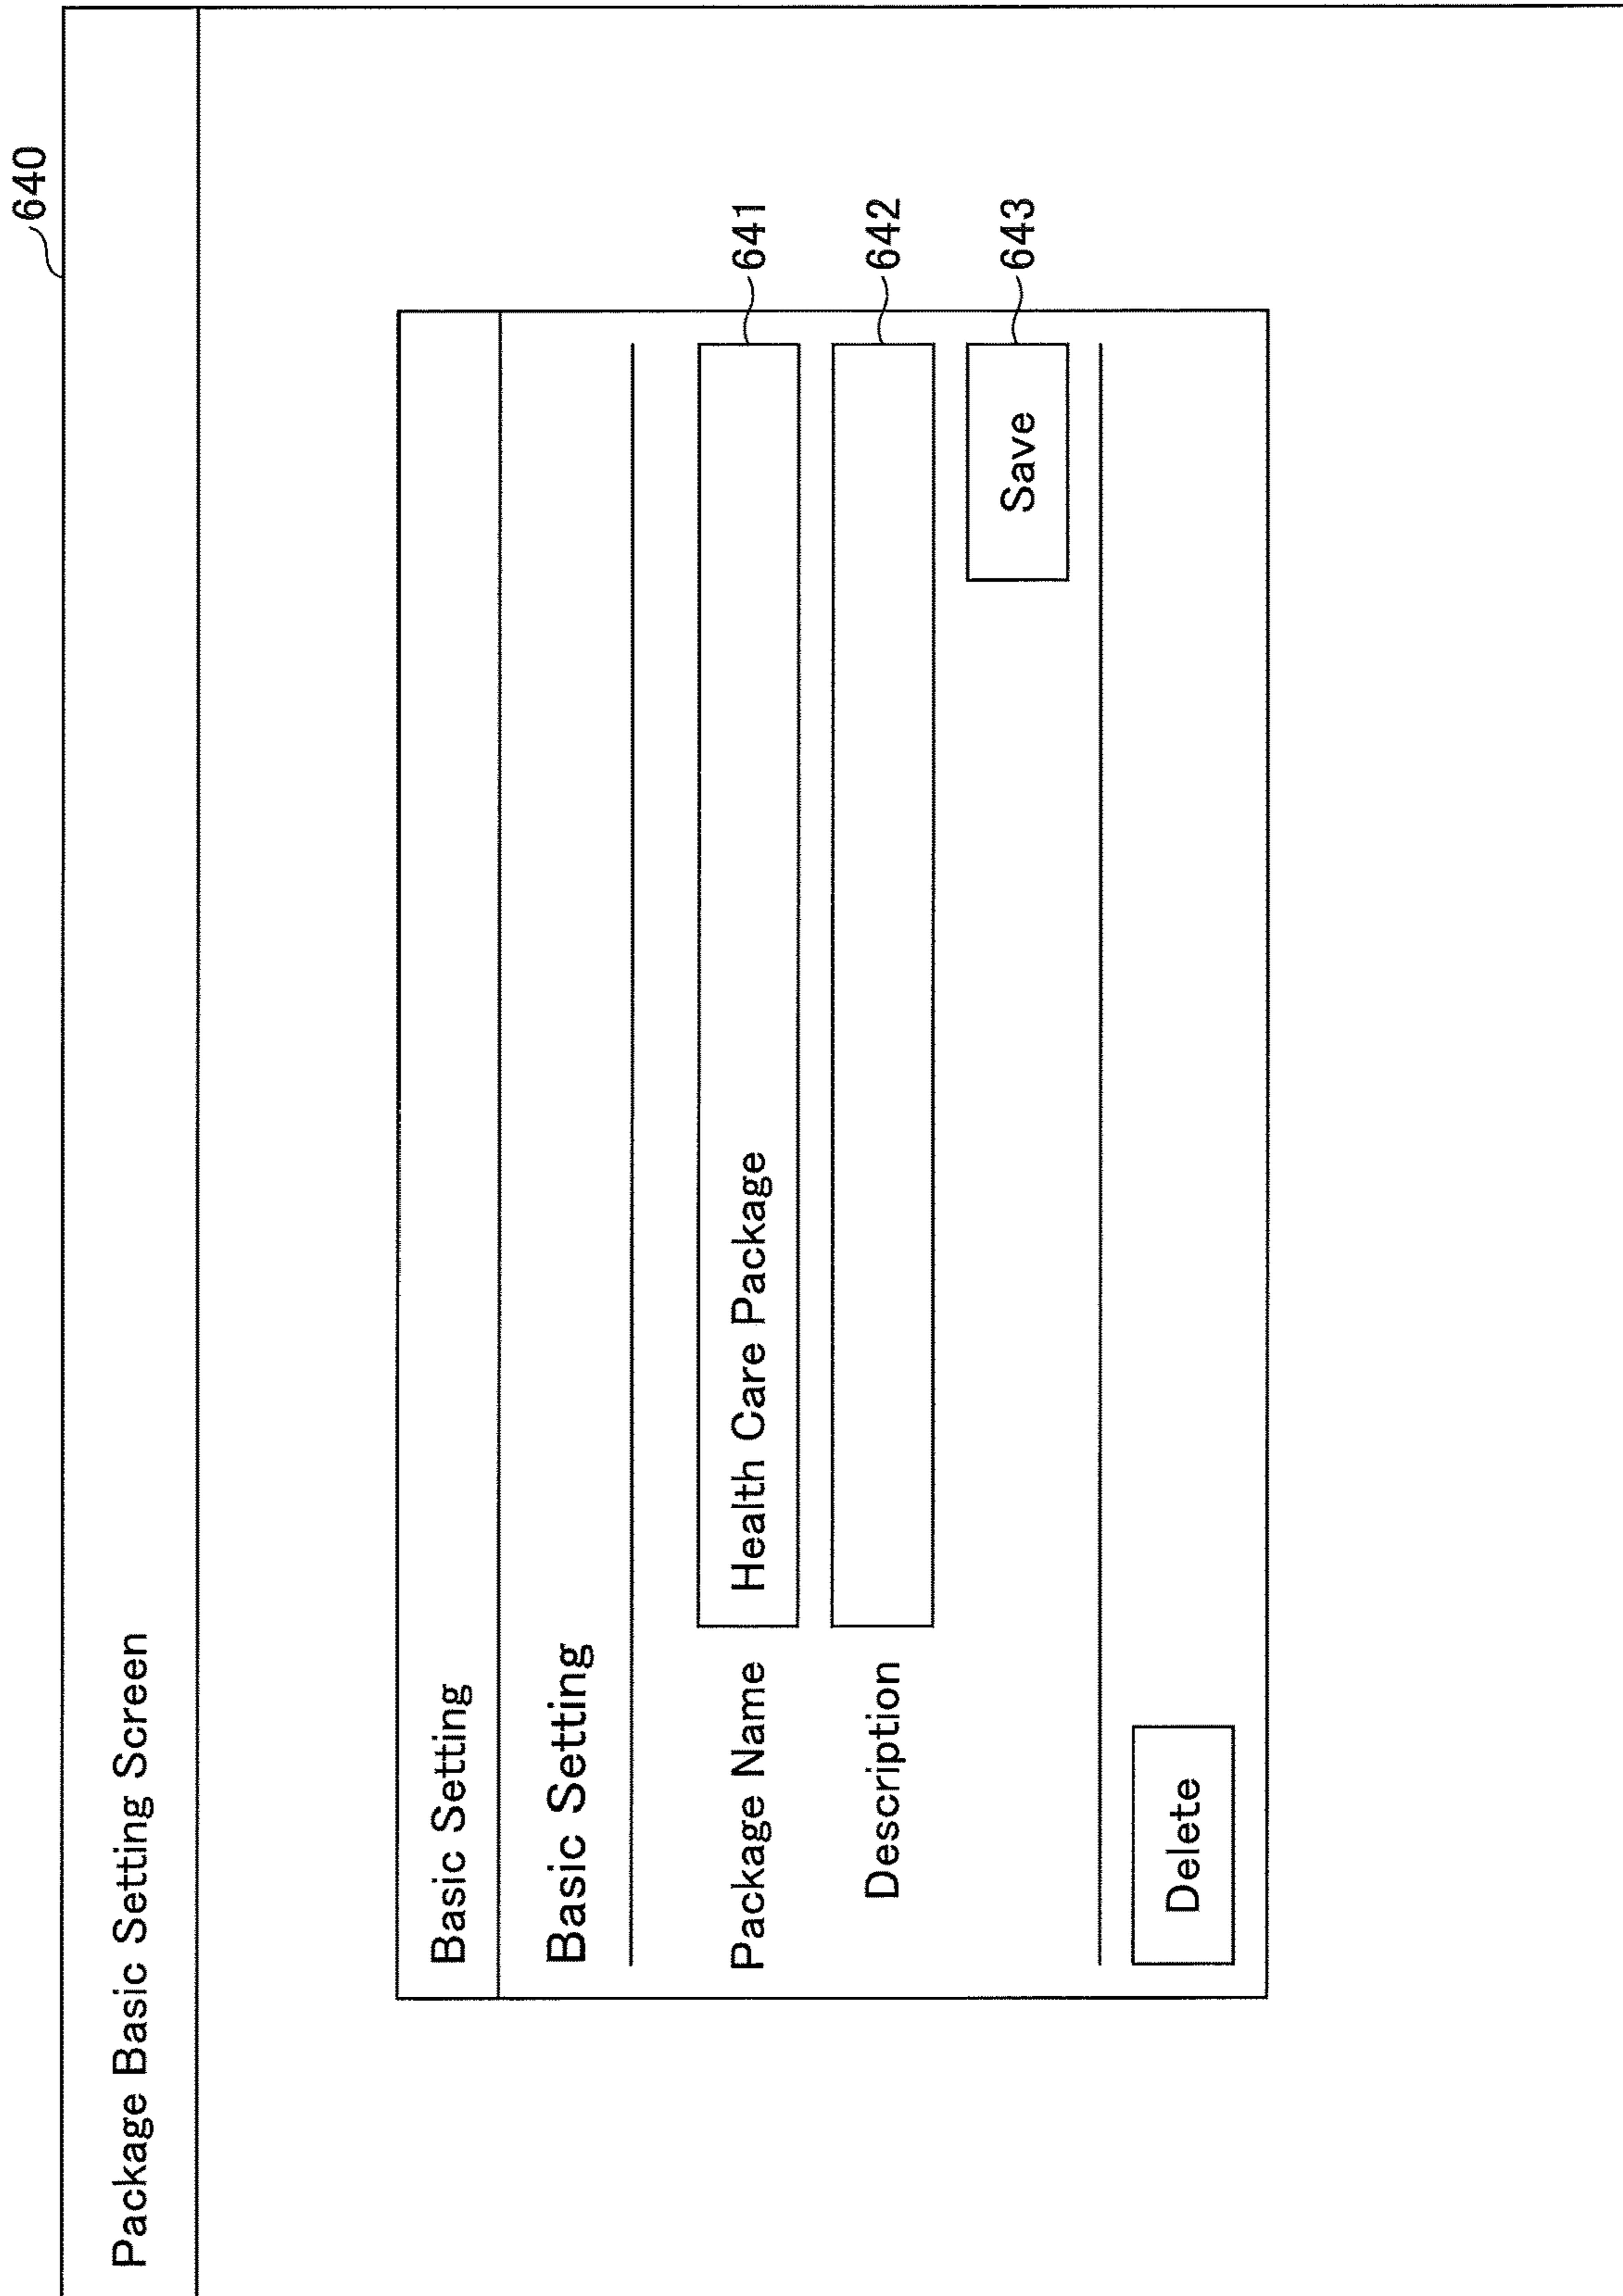 640
Package Basic Setting Screen
Basic Setting
Basic Setting
Package Name Health Care Package 641
Description 642
Save 643
Delete